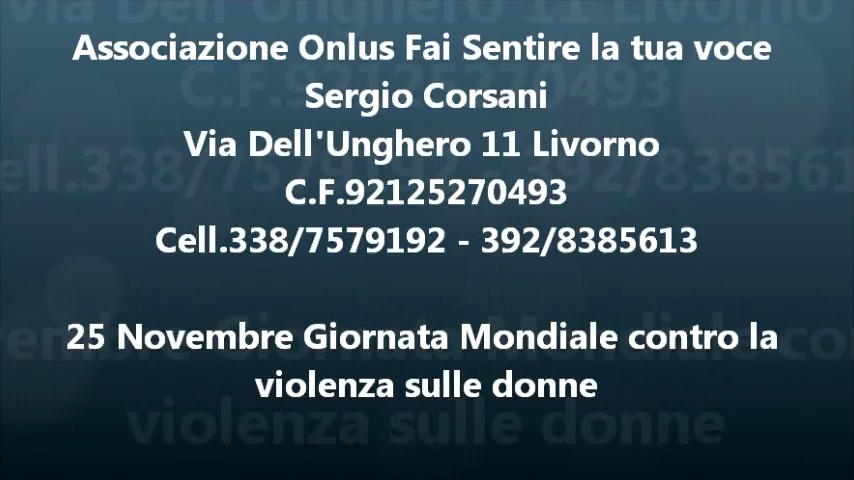 Associazione Onlus Fai Sentire la tua voce
Sergio Corsani
Via Dell'Unghero 11 Livorno
C.F.92125270493
Cell.338/7579192 - 392/8385613
25 Novembre Giornata Mondiale contro la
violenza sulle donne